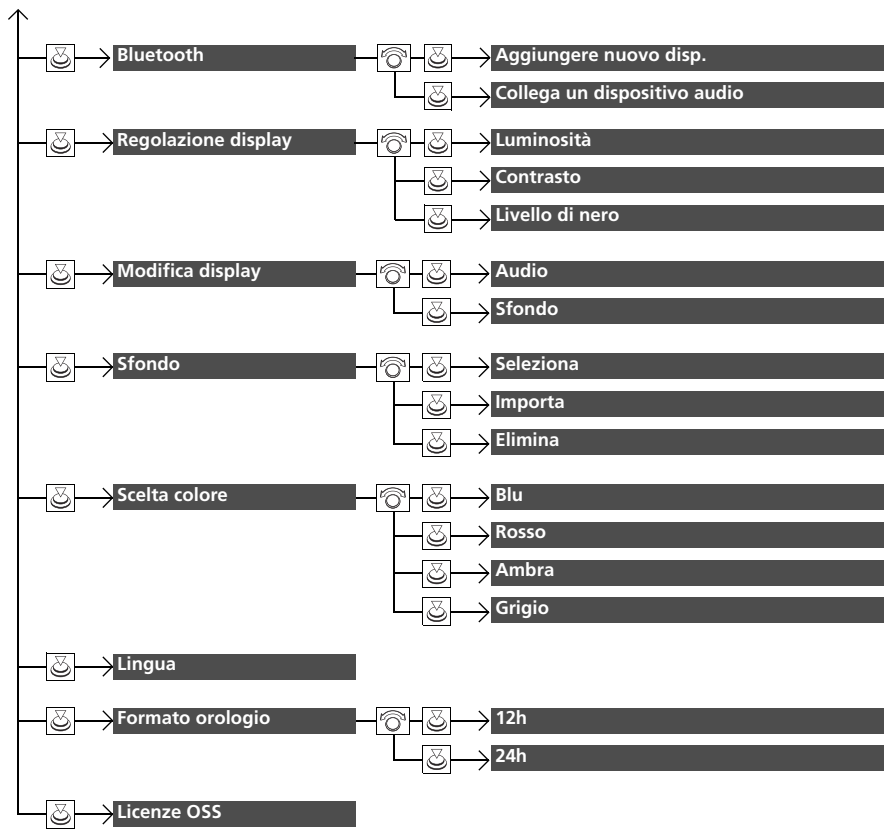 Bluetooth
Aggiungere nuovo disp.
Collega un dispositivo audio
Regolazione display
Luminosità
Contrasto
Livello di nero
Modifica display
Audio
Sfondo
Sfondo
Seleziona
Importa
Elimina
Scelta colore
Blu
Rosso
Ambra
Grigio
Lingua
Formato orologio
12h
24h
Licenze OSS